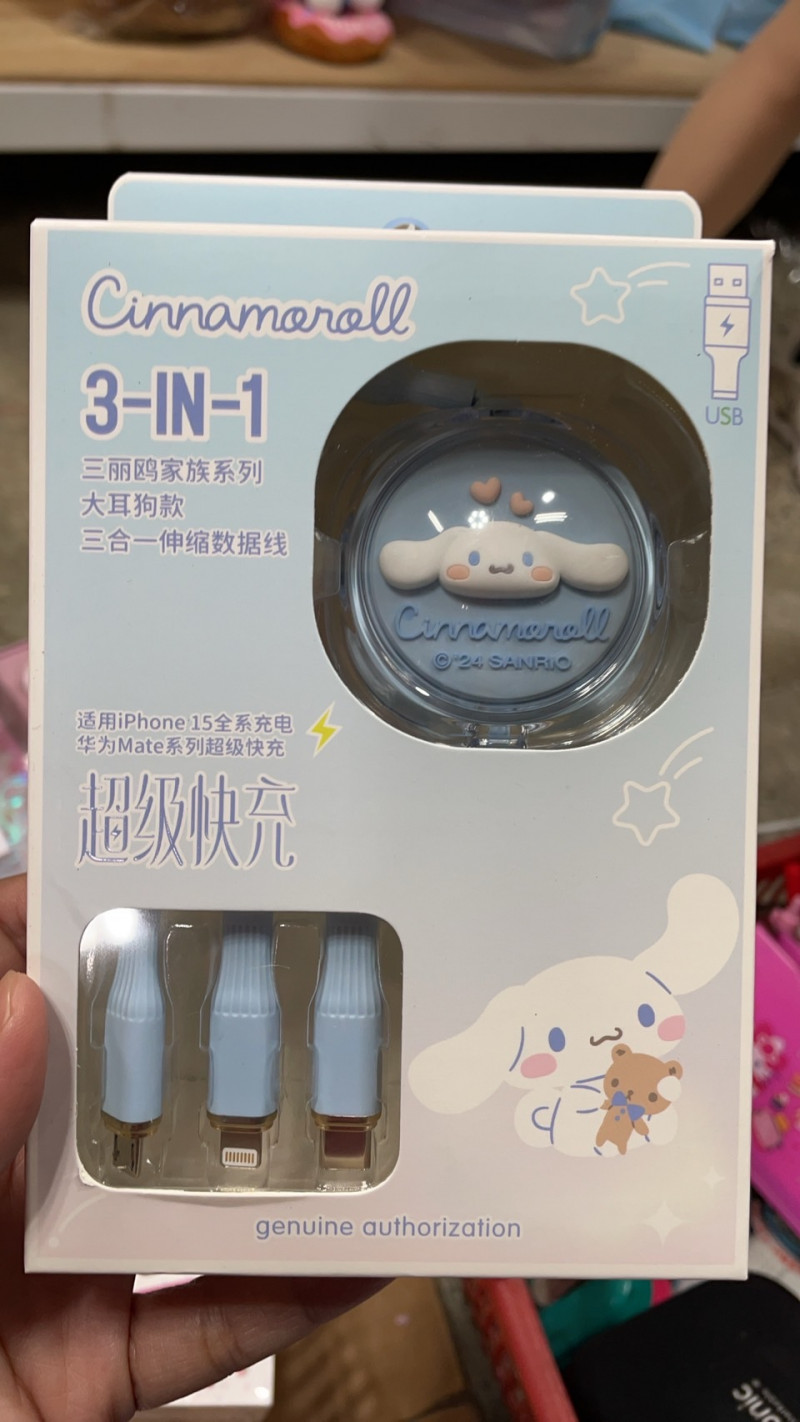 Cinnamoroll
3-IN-1
三丽鸥家族系列
大耳狗款
三合一伸缩数据线
USB
Cinnamoroll
©'24 SANRIO
适用iPhone 15全系充电
华为Mate系列超级快充
超级快充
genuine authorization